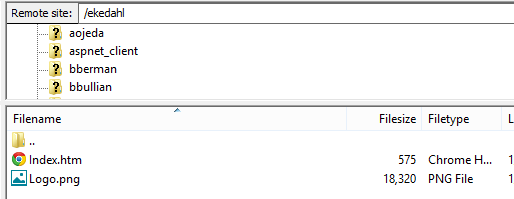 Remote site: /ekedahl
aojeda
aspnet_client
bberman
bbullian
Filename Filesize Filetype L
..
Index.htm 575 Chrome H... 1
Logo.png 18,320 PNG File 1